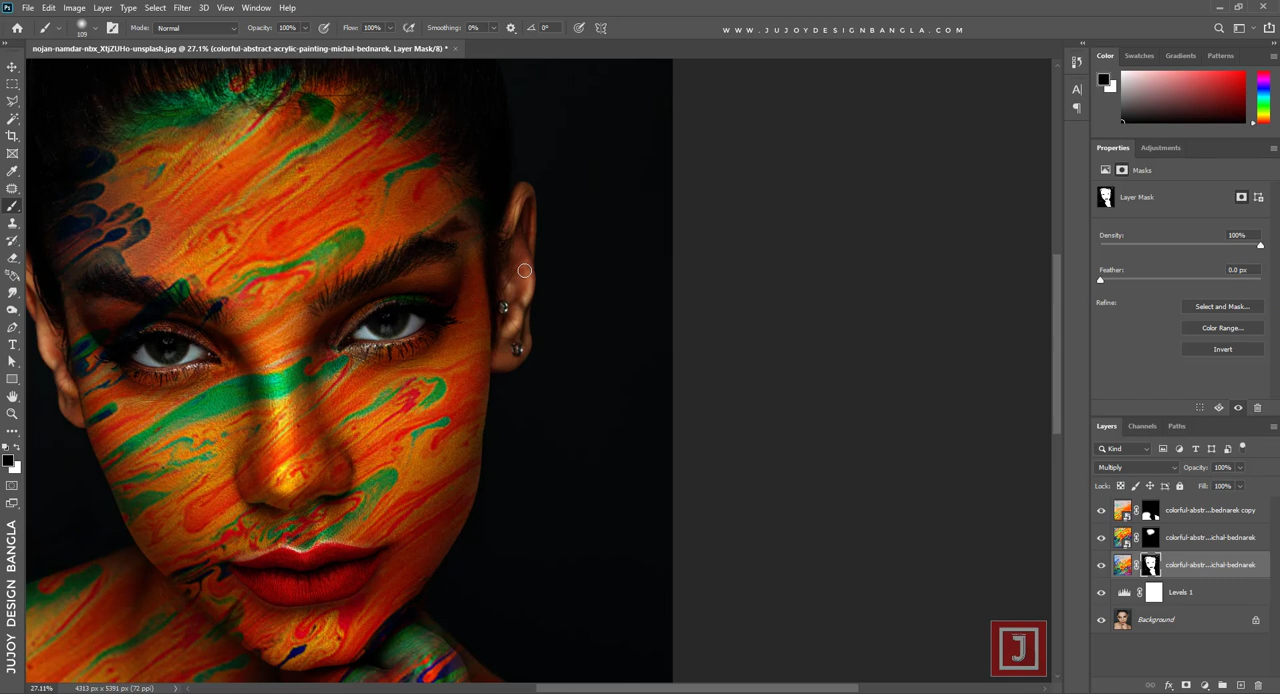 Ps File Edit Image Layer Type Select Filter 3D View Window Help
109 Mode: Normal Opacity: 100% Flow: 100% Smoothing: 0% 0°
WWW.JUJOYDESIGNBANGLA.COM
nojan-namdar-nbx_XtjZUHo-unsplash.jpg @ 27.1% (colorful-abstract-acrylic-painting-michal-bednarek, Layer Mask/8) * ×
Color Swatches Gradients Patterns
Properties Adjustments
Masks
Layer Mask
Density: 100%
Feather: 0.0 px
Refine: Select and Mask...
Color Range...
Invert
Layers Channels Paths
Kind
Multiply Opacity: 100%
Lock: Fill: 100%
colorful-abstr...bednarek copy
colorful-abstr...ichal-bednarek
colorful-abstr...ichal-bednarek
Levels 1
Background
JUJOY DESIGN BANGLA
J
27.11% 4313 px x 5391 px (72 ppi)